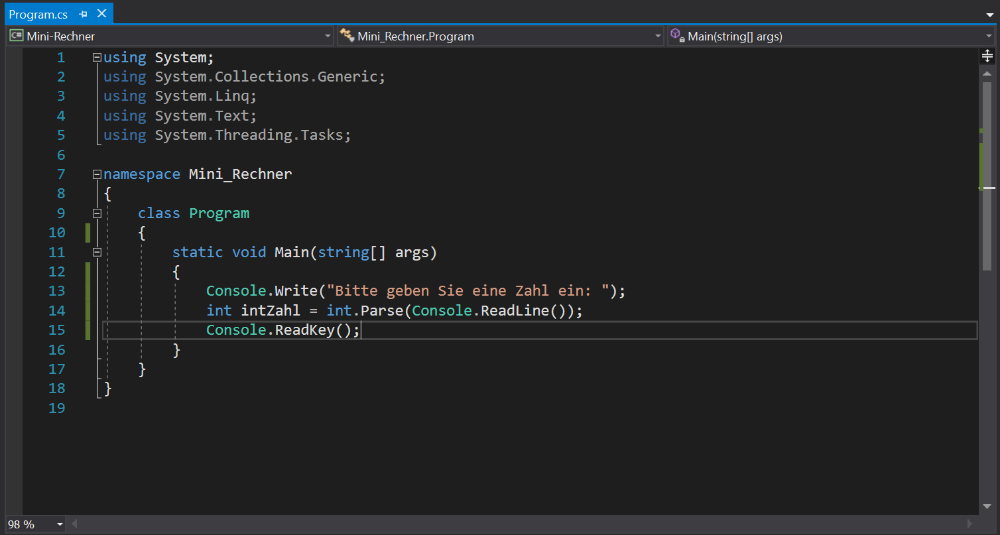 Program.cs
C# Mini-Rechner Mini_Rechner.Program Main(string[] args)
1 using System;
2 using System.Collections.Generic;
3 using System.Linq;
4 using System.Text;
5 using System.Threading.Tasks;
6
7 namespace Mini_Rechner
8 {
9 class Program
10 {
11 static void Main(string[] args)
12 {
13 Console.Write("Bitte geben Sie eine Zahl ein: ");
14 int intZahl = int.Parse(Console.ReadLine());
15 Console.ReadKey();
16 }
17 }
18 }
19
98 %